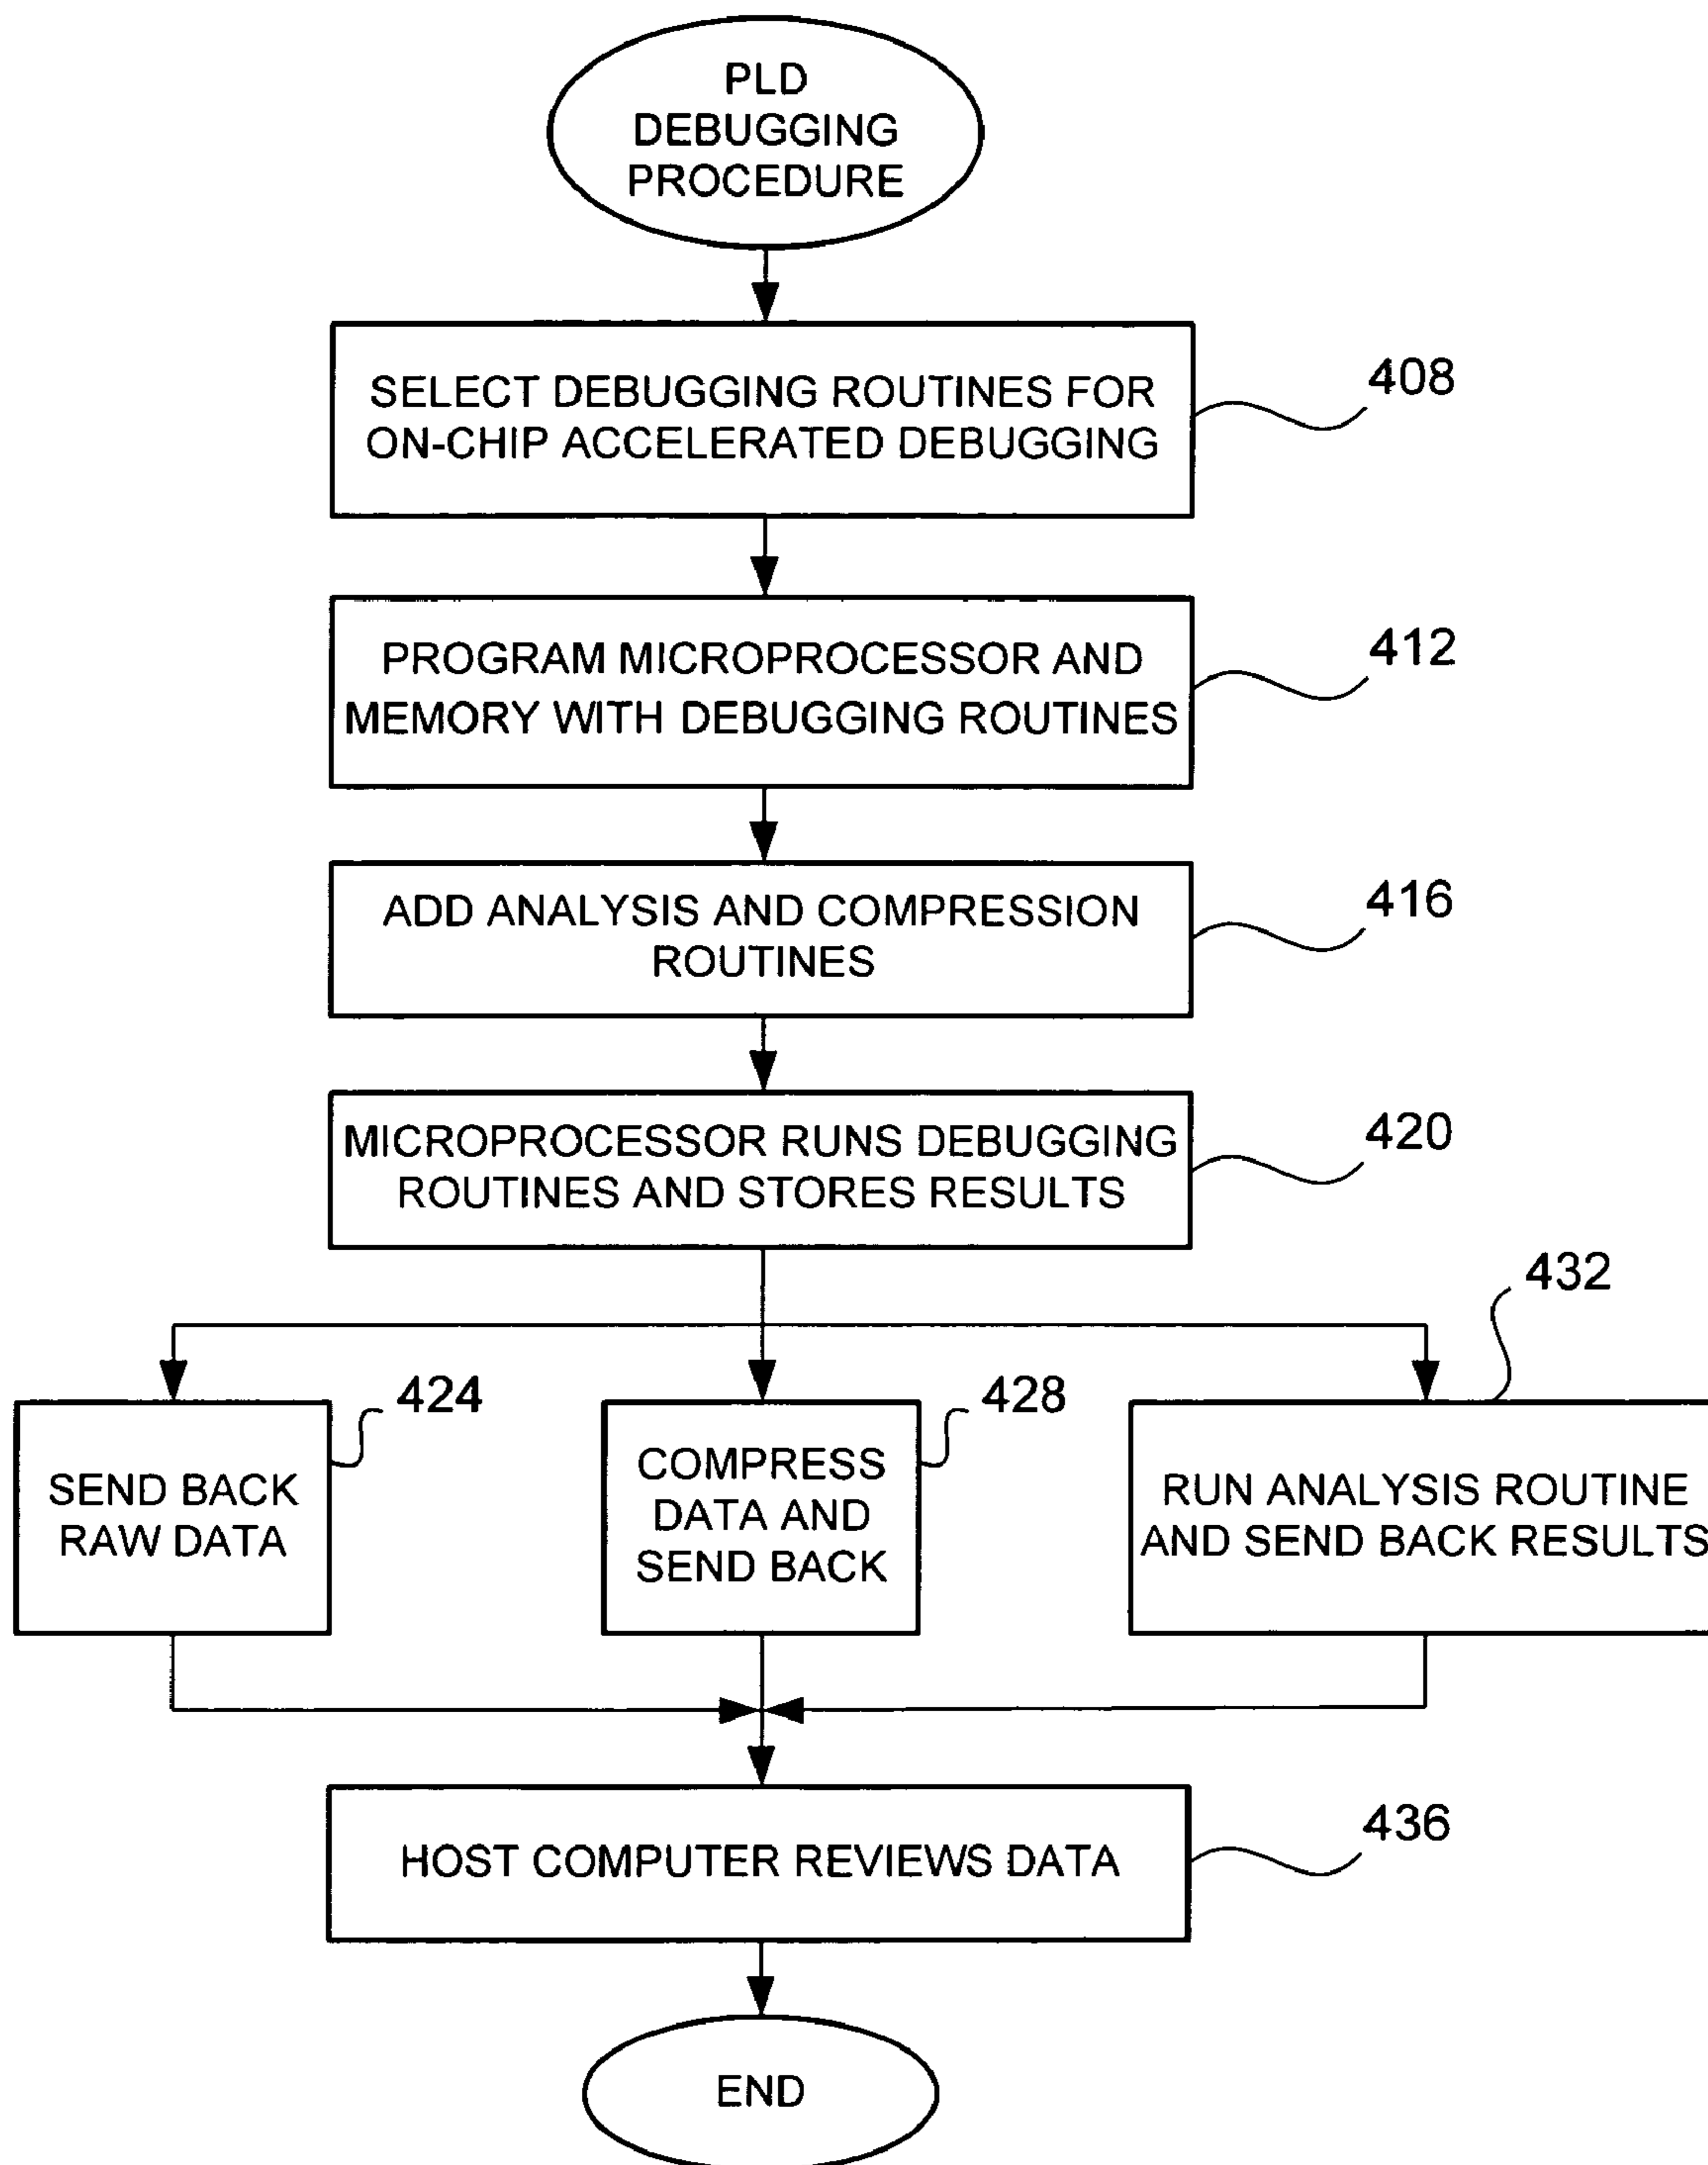 PLD
DEBUGGING
PROCEDURE
SELECT DEBUGGING ROUTINES FOR
ON-CHIP ACCELERATED DEBUGGING
408
PROGRAM MICROPROCESSOR AND
MEMORY WITH DEBUGGING ROUTINES
412
ADD ANALYSIS AND COMPRESSION
ROUTINES
416
MICROPROCESSOR RUNS DEBUGGING
ROUTINES AND STORES RESULTS
420
SEND BACK
RAW DATA
424
COMPRESS
DATA AND
SEND BACK
428
RUN ANALYSIS ROUTINE
AND SEND BACK RESULTS
432
HOST COMPUTER REVIEWS DATA
436
END